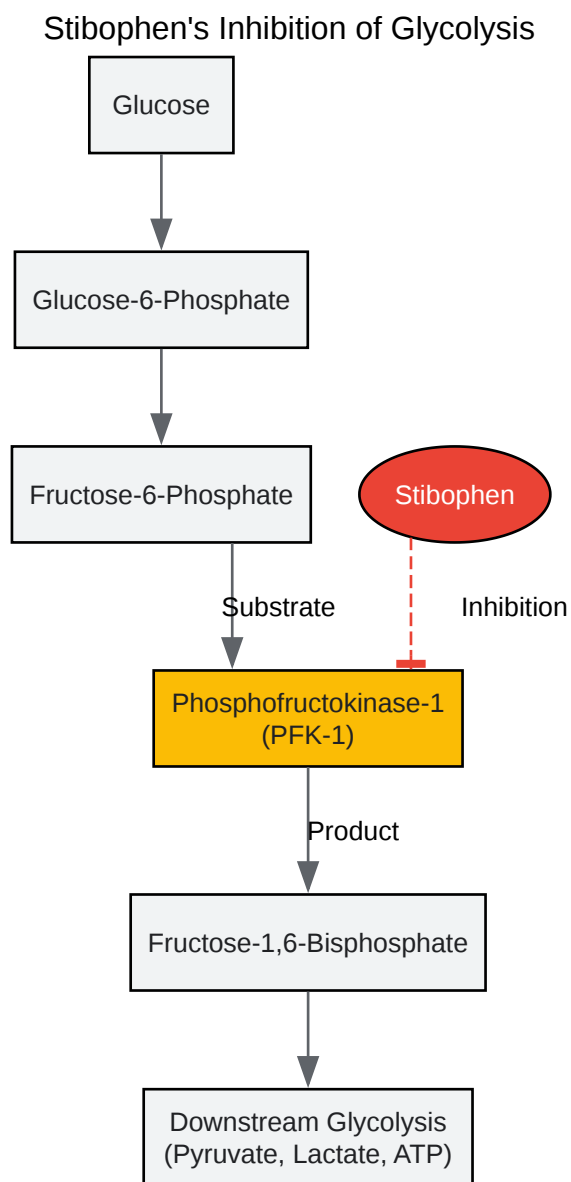 Stibophen's Inhibition of Glycolysis
Glucose
Glucose-6-Phosphate
Fructose-6-Phosphate
Stibophen
Substrate
Inhibition
Phosphofructokinase-1
(PFK-1)
Product
Fructose-1,6-Bisphosphate
Downstream Glycolysis
(Pyruvate, Lactate, ATP)